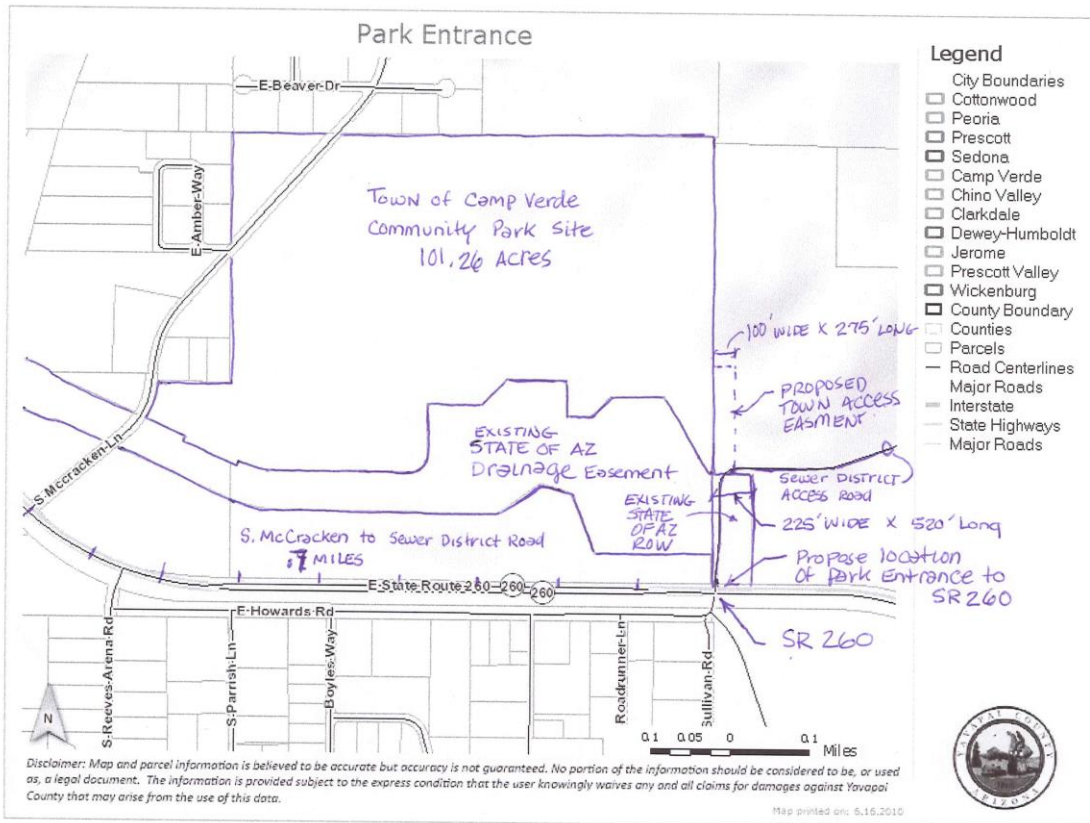 Park Entrance
E-Beaver-Dr
E-Amber-Way
S-Mccracken-Ln
Town of Camp Verde
Community Park Site
101.26 Acres
100' WIDE X 275' LONG
PROPOSED
TOWN ACCESS
EASMENT
EXISTING
STATE OF AZ
Drainage Easement
EXISTING
STATE
OF AZ
ROW
SEWER DISTRICT
ACCESS ROAD
225' WIDE X 520' Long
S. McCracken to Sewer District Road
.9 MILES
Propose location
Of Park Entrance to
SR 260
E-State Route 260
260
260
E-Howards Rd
SR 260
S-Reeves-Arena-Rd
S-Parrish-Ln
Boyles-Way
Roadrunner-Ln
Sullivan-Rd
N
0.1 0.05 0 0.1
Miles
Legend
City Boundaries
Cottonwood
Peoria
Prescott
Sedona
Camp Verde
Chino Valley
Clarkdale
Dewey-Humboldt
Jerome
Prescott Valley
Wickenburg
County Boundary
Counties
Parcels
Road Centerlines
Major Roads
Interstate
State Highways
Major Roads
YAVAPAI COUNTY
ARIZONA
Disclaimer: Map and parcel information is believed to be accurate but accuracy is not guaranteed. No portion of the information should be considered to be, or used
as, a legal document. The information is provided subject to the express condition that the user knowingly waives any and all claims for damages against Yavapai
County that may arise from the use of this data.
Map printed on: 6.16.2010